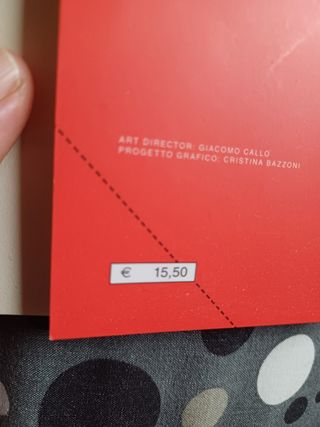 ART DIRECTOR: GIACOMO CALLO
PROGETTO GRAFICO: CRISTINA BAZZONI
€ 15,50